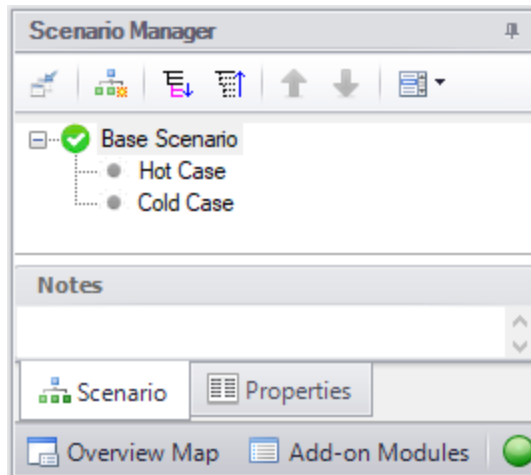 Scenario Manager
Base Scenario
Hot Case
Cold Case
Notes
Scenario Properties
Overview Map Add-on Modules